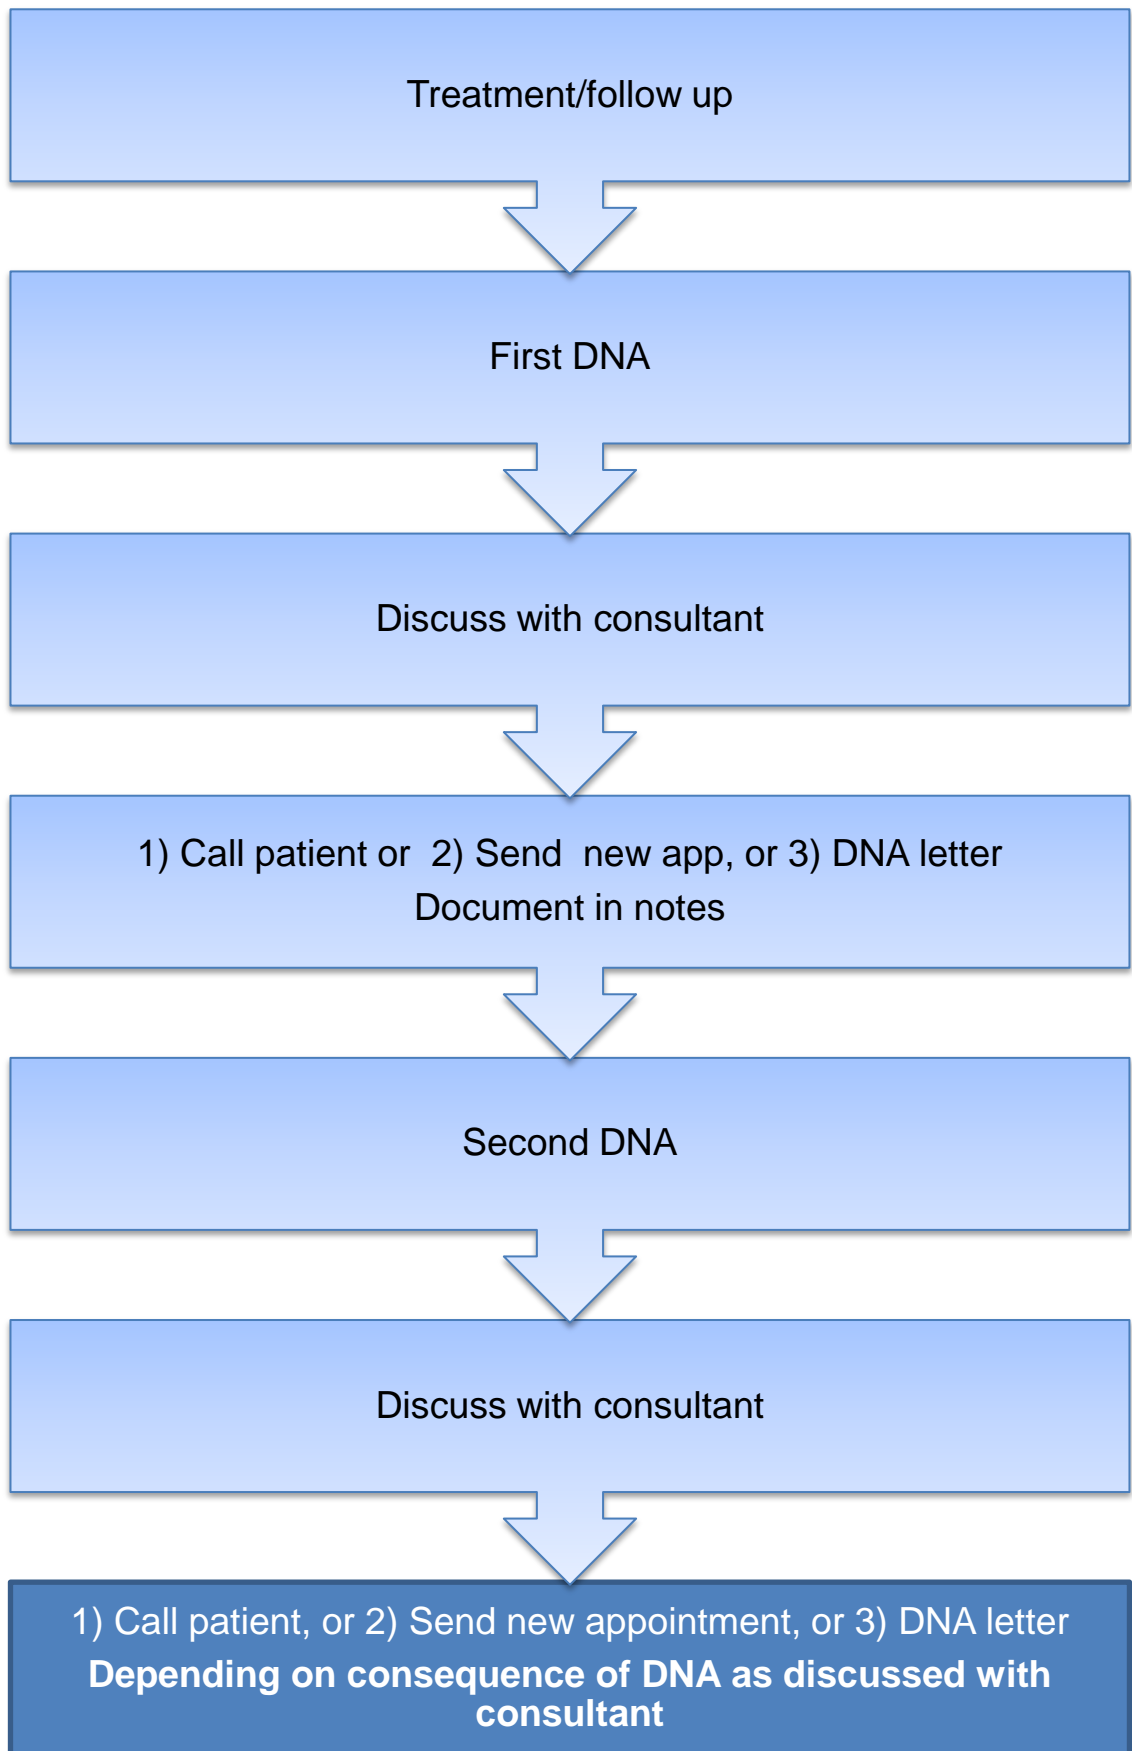 Treatment/follow up
First DNA
Discuss with consultant
1) Call patient or  2) Send  new app, or 3) DNA letter
Document in notes
Second DNA
Discuss with consultant
1) Call patient, or 2) Send new appointment, or 3) DNA letter
Depending on consequence of DNA as discussed with
consultant